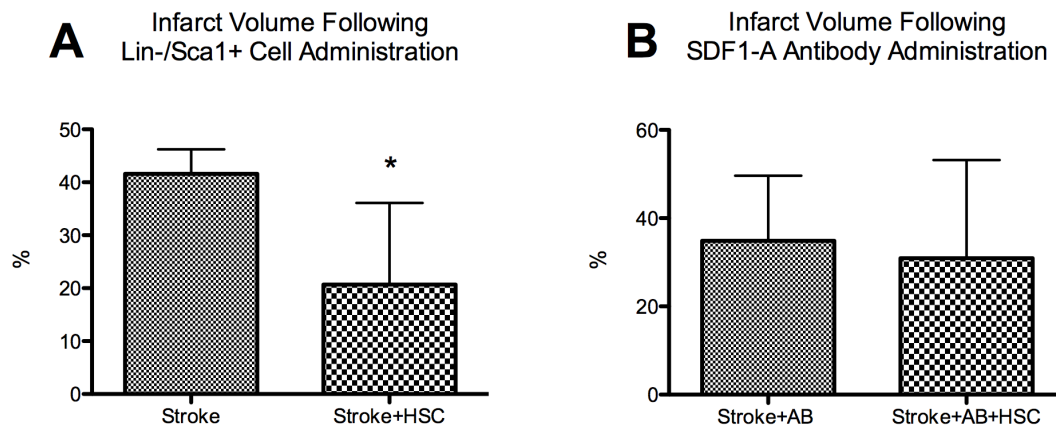 A
Infarct Volume Following
Lin-/Sca1+ Cell Administration
50
40
30
20
10
0
%
*
Stroke
Stroke+HSC
B
Infarct Volume Following
SDF1-A Antibody Administration
60
40
20
0
%
Stroke+AB
Stroke+AB+HSC